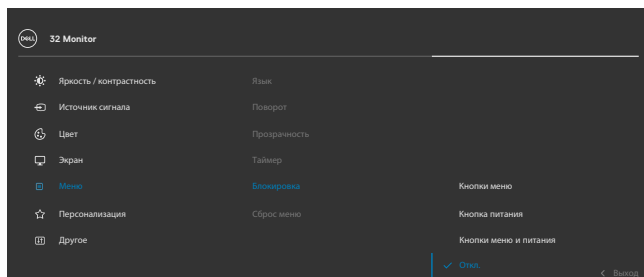 DELL 32 Monitor
Яркость / контрастность Язык
Источник сигнала Поворот
Цвет Прозрачность
Экран Таймер
Меню Блокировка Кнопки меню
Персонализация Сброс меню Кнопка питания
Другое Кнопки меню и питания
Откл.
Выход